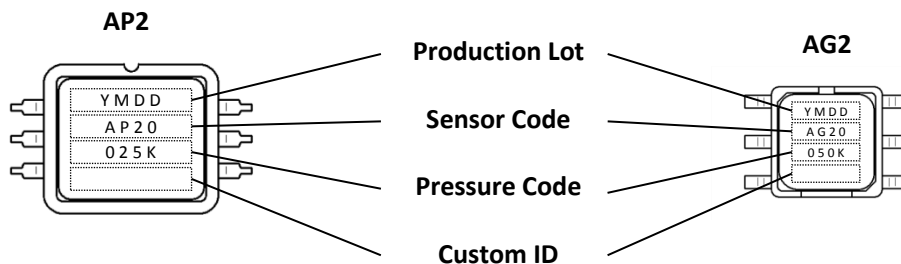 AP2
YMDD
AP20
025K
Production Lot
Sensor Code
Pressure Code
Custom ID
AG2
YMDD
AG20
050K